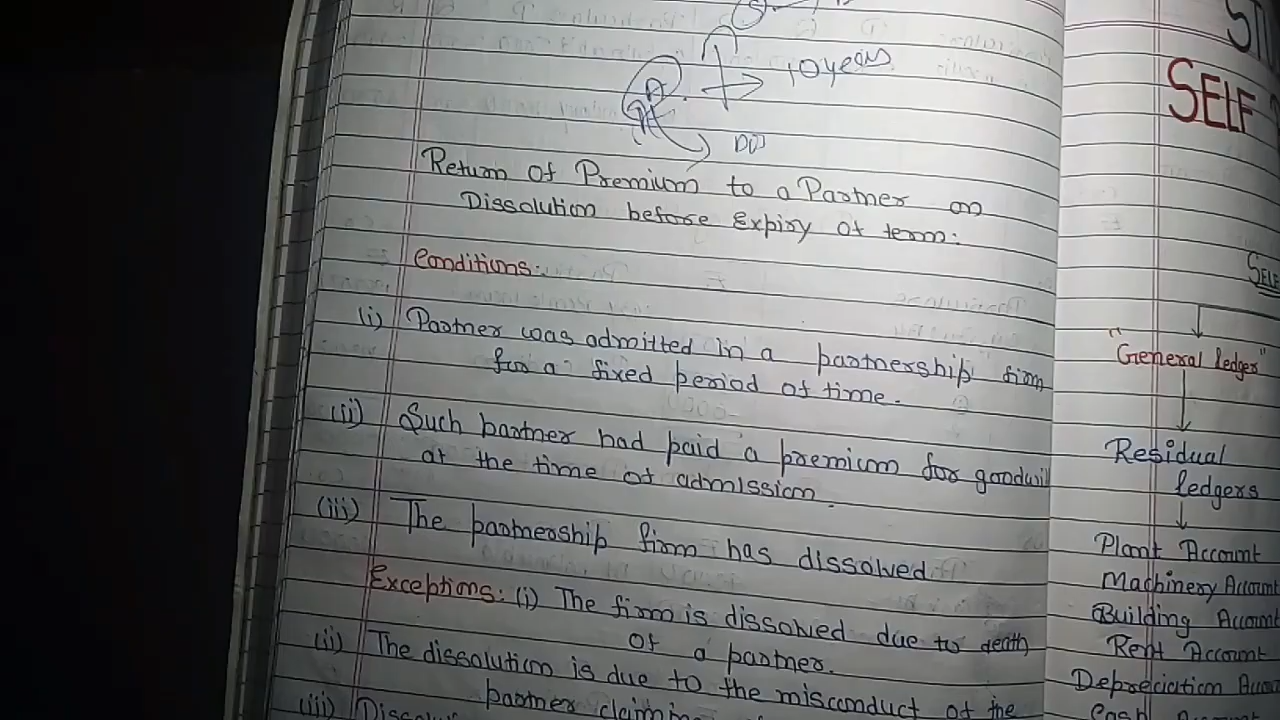 10 years
Return of Premium to a Partner on
Dissolution before Expiry of term:
Conditions:
(i) Partner was admitted in a partnership firm
for a fixed period of time.
(ii) Such partner had paid a premium for goodwil
at the time of admission.
(iii) The partnership firm has dissolved
Exceptions: (i) The firm is dissolved due to death
of a partner.
(ii) The dissolution is due to the misconduct of the
partner
(iii)
SELF
SELF
"General ledger"
Residual
ledgers
Plant Account
Machinery Account
Building Account
Rent Account
Depreciation
Cash